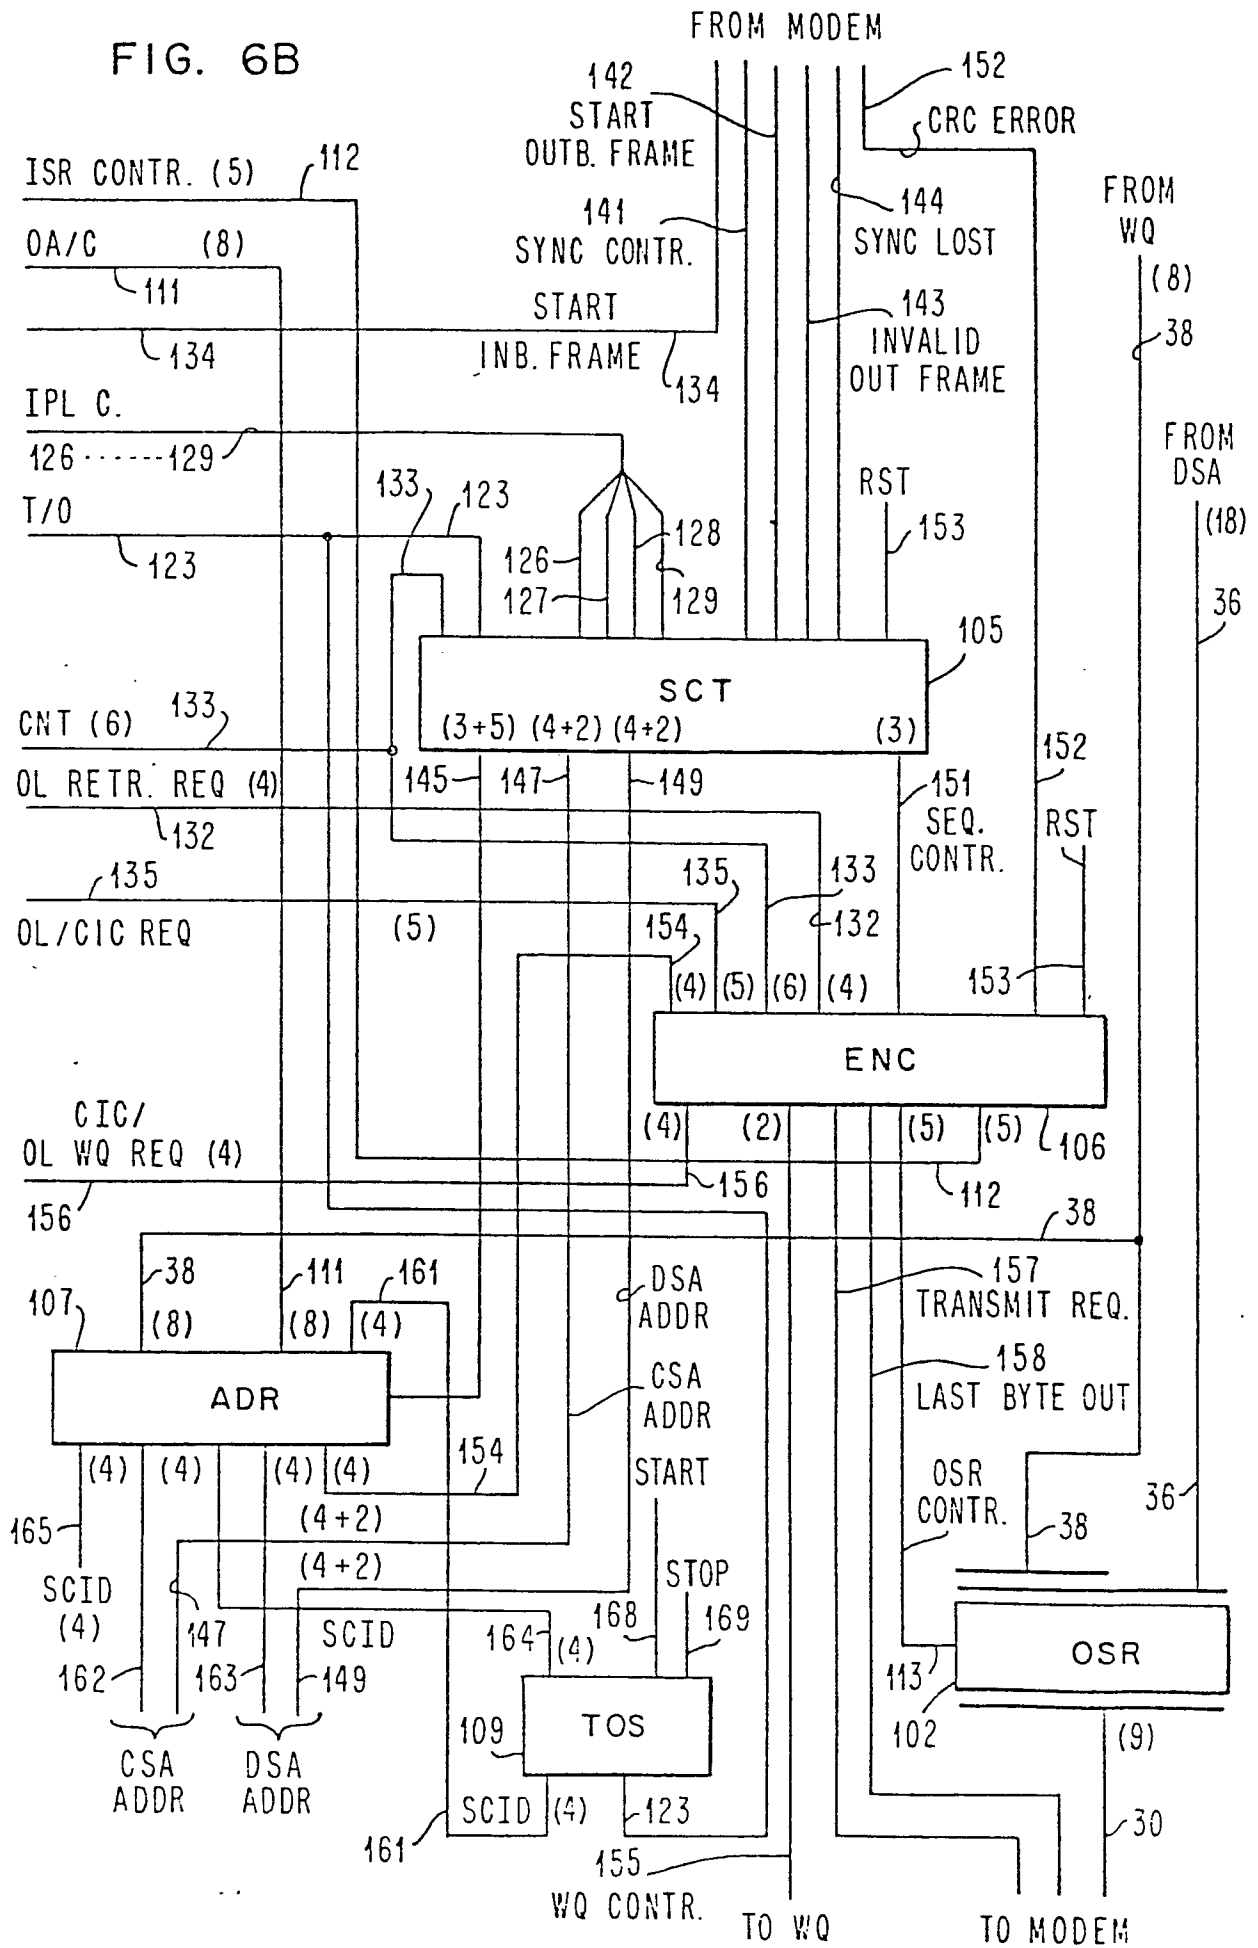 FROM MODEM
FIG. 6B
142
START
OUTB. FRAME
152
CRC ERROR
ISR CONTR. (5)
112
FROM
WQ
(8)
141
SYNC CONTR.
144
SYNC LOST
OA/C (8)
111
START
INB. FRAME
134
134
143
INVALID
OUT FRAME
38
IPL C.
126 ------ 129
FROM
DSA
(18)
T/O
123
133
123
RST
153
126
127
128
129
36
105
SCT
(3+5) (4+2) (4+2) (3)
CNT (6)
133
145
147
149
151
SEQ.
CONTR.
152
RST
OL RETR. REQ (4)
132
135
OL/CIC REQ
(5)
135
133
132
154
153
(4) (5) (6) (4)
ENC
106
(4) (2) (5) (5)
CIC/
OL WQ REQ (4)
156
156
112
38
38
107
(8)
111
(8)
161
(4)
DSA
ADDR
157
TRANSMIT REQ.
ADR
CSA
ADDR
158
LAST BYTE OUT
(4) (4) (4) (4)
154
START
OSR
CONTR.
36
38
165
SCID
(4)
(4+2)
(4+2)
STOP
147
SCID
164
(4)
168
169
162
163
149
OSR
113
102
(9)
TOS
109
CSA
ADDR
DSA
ADDR
SCID (4)
123
161
155
WQ CONTR.
30
TO WQ
TO MODEM